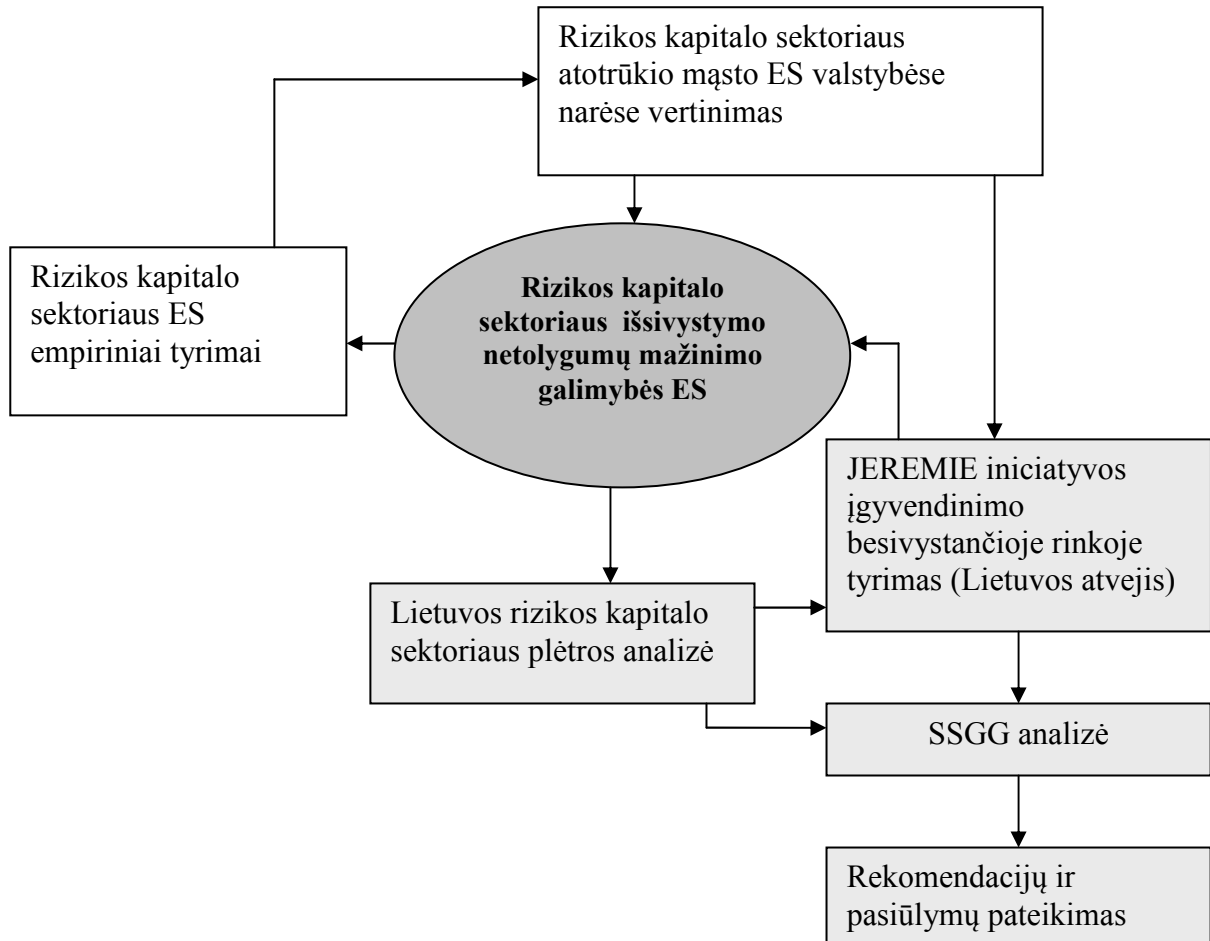 Rizikos kapitalo sektoriaus
atotrūkio mąsto ES valstybėse
narėse vertinimas
Rizikos kapitalo
sektoriaus ES
empiriniai tyrimai
Rizikos kapitalo
sektoriaus išsivystymo
netolygumų mažinimo
galimybės ES
JEREMIE iniciatyvos
įgyvendinimo
besivystančioje rinkoje
tyrimas (Lietuvos atvejis)
Lietuvos rizikos kapitalo
sektoriaus plėtros analizė
SSGG analizė
Rekomendacijų ir
pasiūlymų pateikimas